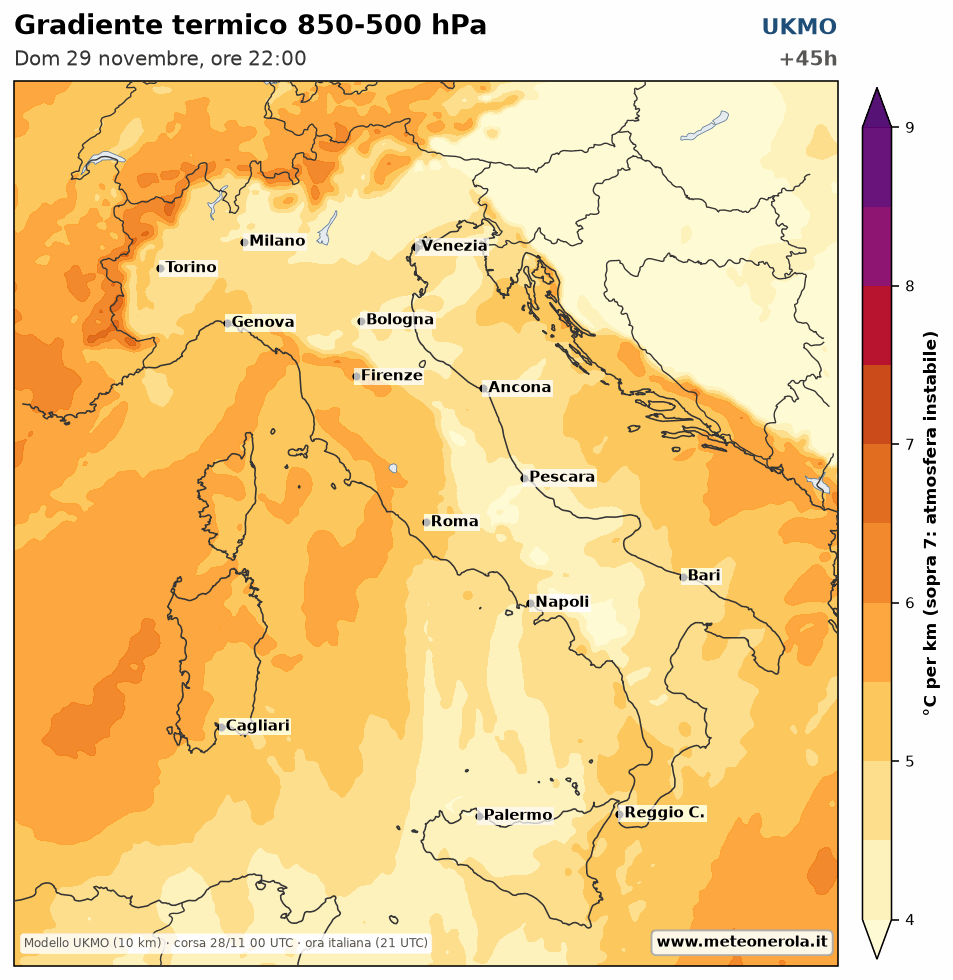 Gradiente termico 850-500 hPa
UKMO
Dom 29 novembre, ore 22:00
+45h
Milano
Venezia
Torino
Genova
Bologna
Firenze
Ancona
Pescara
Roma
Bari
Napoli
Cagliari
Palermo
Reggio C.
9
8
7
6
5
4
°C per km (sopra 7: atmosfera instabile)
Modello UKMO (10 km) · corsa 28/11 00 UTC · ora italiana (21 UTC)
www.meteonerola.it